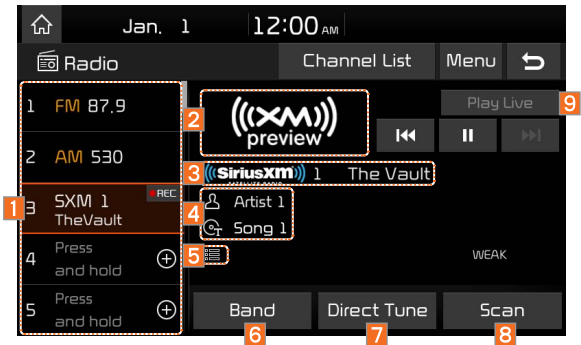 Jan. 1 12:00 AM
Radio Channel List Menu
1 FM 87.9
2 AM 530
3 SXM 1 REC
TheVault
4 Press
and hold
5 Press
and hold
1
2
((XM))
preview
Play Live
9
3
((SiriusXM)) 1 The Vault
4
Artist 1
Song 1
5
WEAK
Band Direct Tune Scan
6 7 8